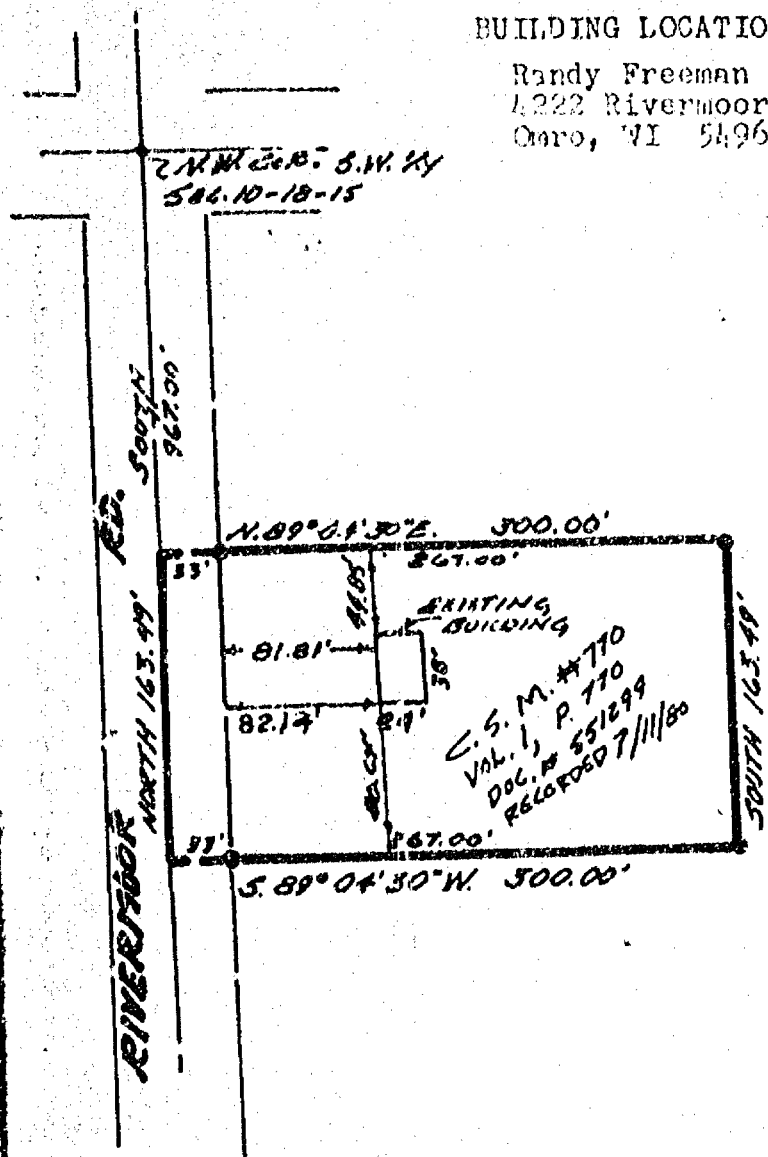 BUILDING LOCATIO
Randy Freeman
4222 Rivermoor
Omro, WI 5496
N.W. COR. S.W. 1/4
SEC. 10-18-15
SOUTH
967.00'
N. 89° 04' 30" E. 300.00'
33'
267.00'
44.85'
EXISTING
BUILDING
81.81'
38'
82.14'
C.S.M. #770
VOL. 1, P. 770
DOC. # 551299
RECORDED 7/11/80
NORTH 163.49'
SOUTH 163.49'
33'
267.00'
S. 89° 04' 30" W. 300.00'
RIVERMOOR RD.